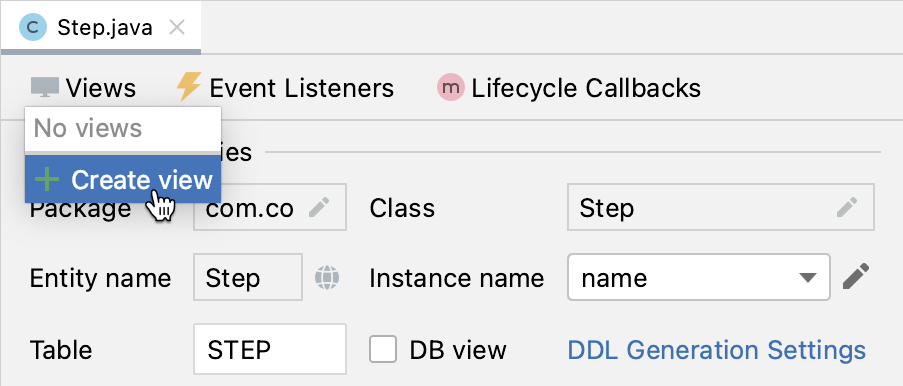 C Step.java
Views Event Listeners m Lifecycle Callbacks
No views
ies
Create view
Package com.co Class Step
Entity name Step Instance name name
Table STEP DB view DDL Generation Settings